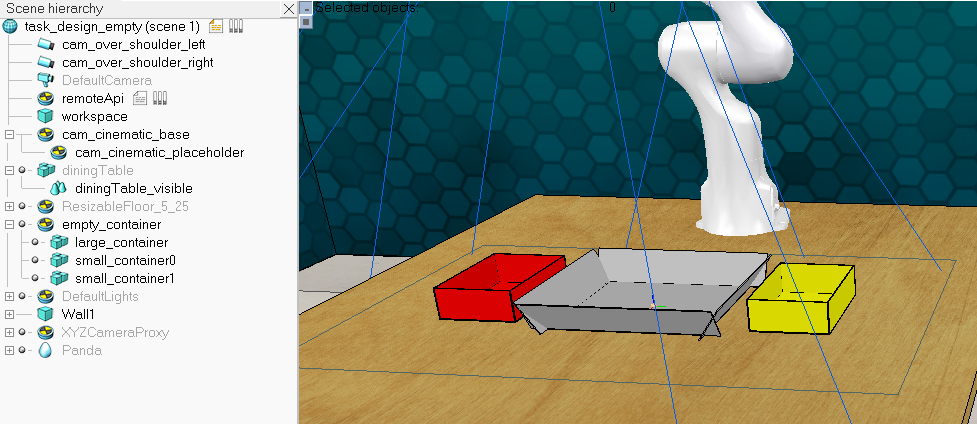 Scene hierarchy
task_design_empty (scene 1)
cam_over_shoulder_left
cam_over_shoulder_right
DefaultCamera
remoteApi
workspace
cam_cinematic_base
cam_cinematic_placeholder
diningTable
diningTable_visible
ResizableFloor_5_25
empty_container
large_container
small_container0
small_container1
DefaultLights
Wall1
XYZCameraProxy
Panda
Selected objects: 0